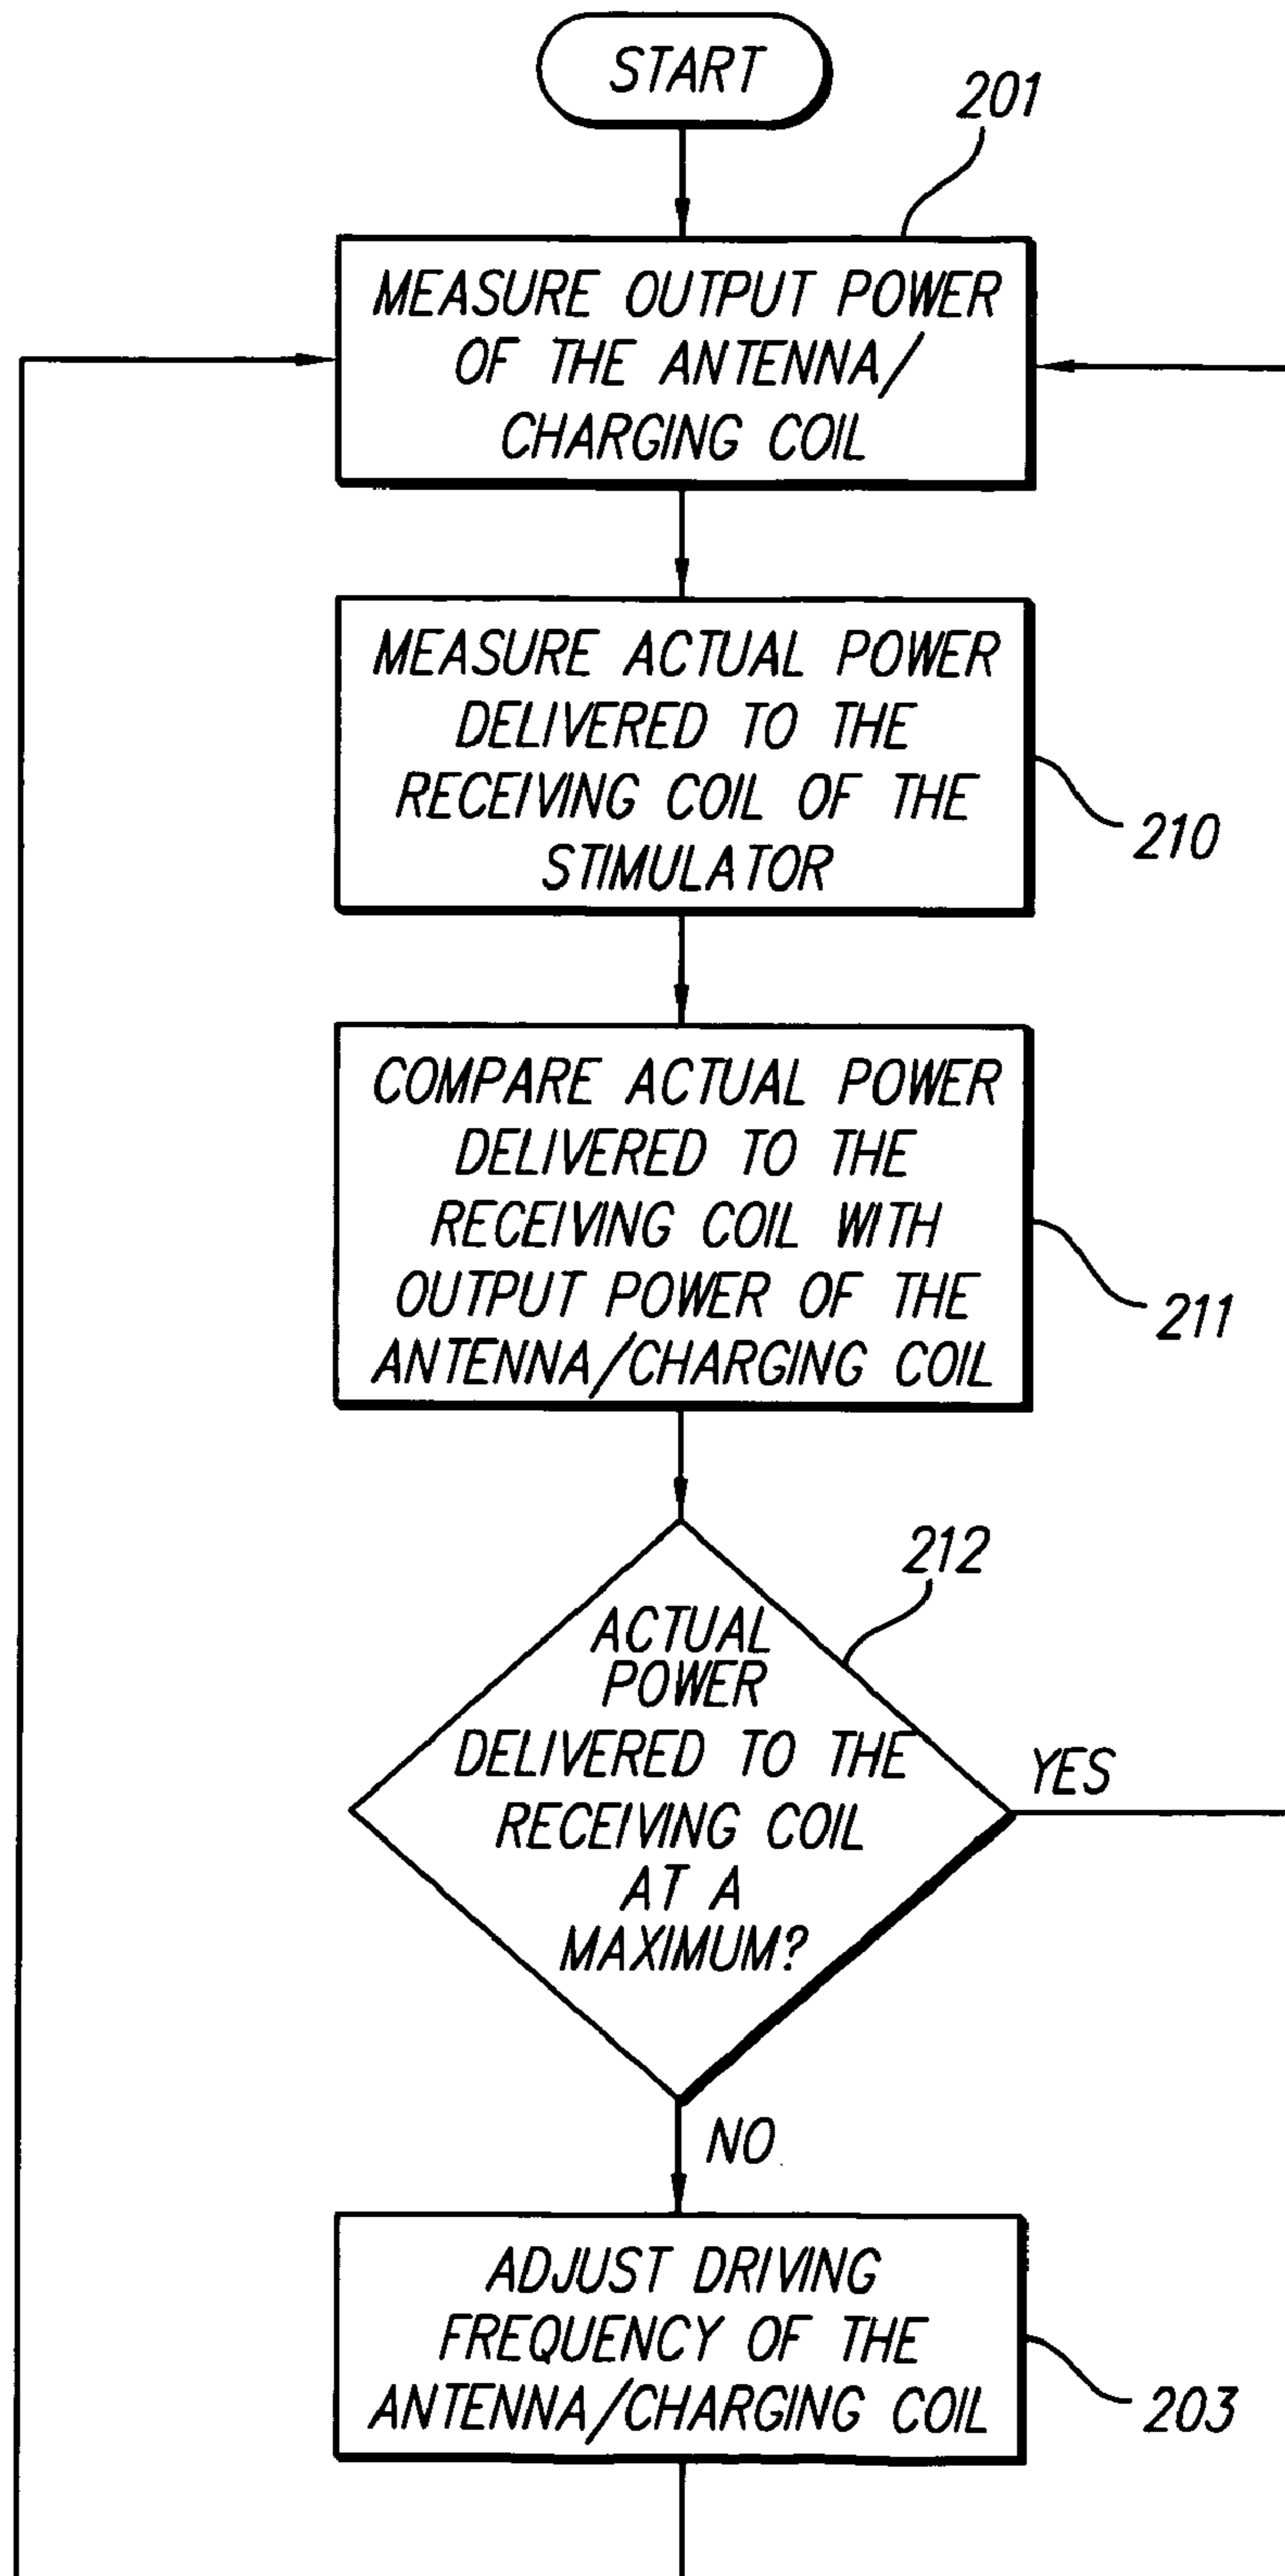 START
201
MEASURE OUTPUT POWER
OF THE ANTENNA/
CHARGING COIL
MEASURE ACTUAL POWER
DELIVERED TO THE
RECEIVING COIL OF THE
STIMULATOR
210
COMPARE ACTUAL POWER
DELIVERED TO THE
RECEIVING COIL WITH
OUTPUT POWER OF THE
ANTENNA/CHARGING COIL
211
212
ACTUAL
POWER
DELIVERED TO THE
RECEIVING COIL
AT A
MAXIMUM?
YES
NO
ADJUST DRIVING
FREQUENCY OF THE
ANTENNA/CHARGING COIL
203